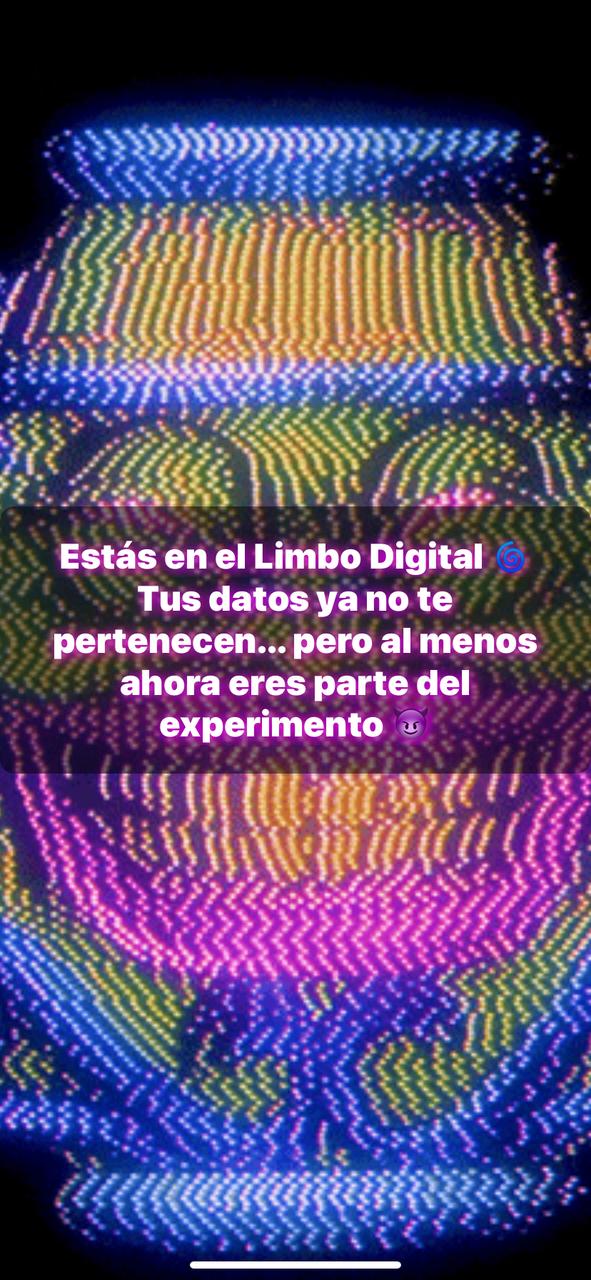 Estás en el Limbo Digital 🌀
Tus datos ya no te
pertenecen... pero al menos
ahora eres parte del
experimento 😈